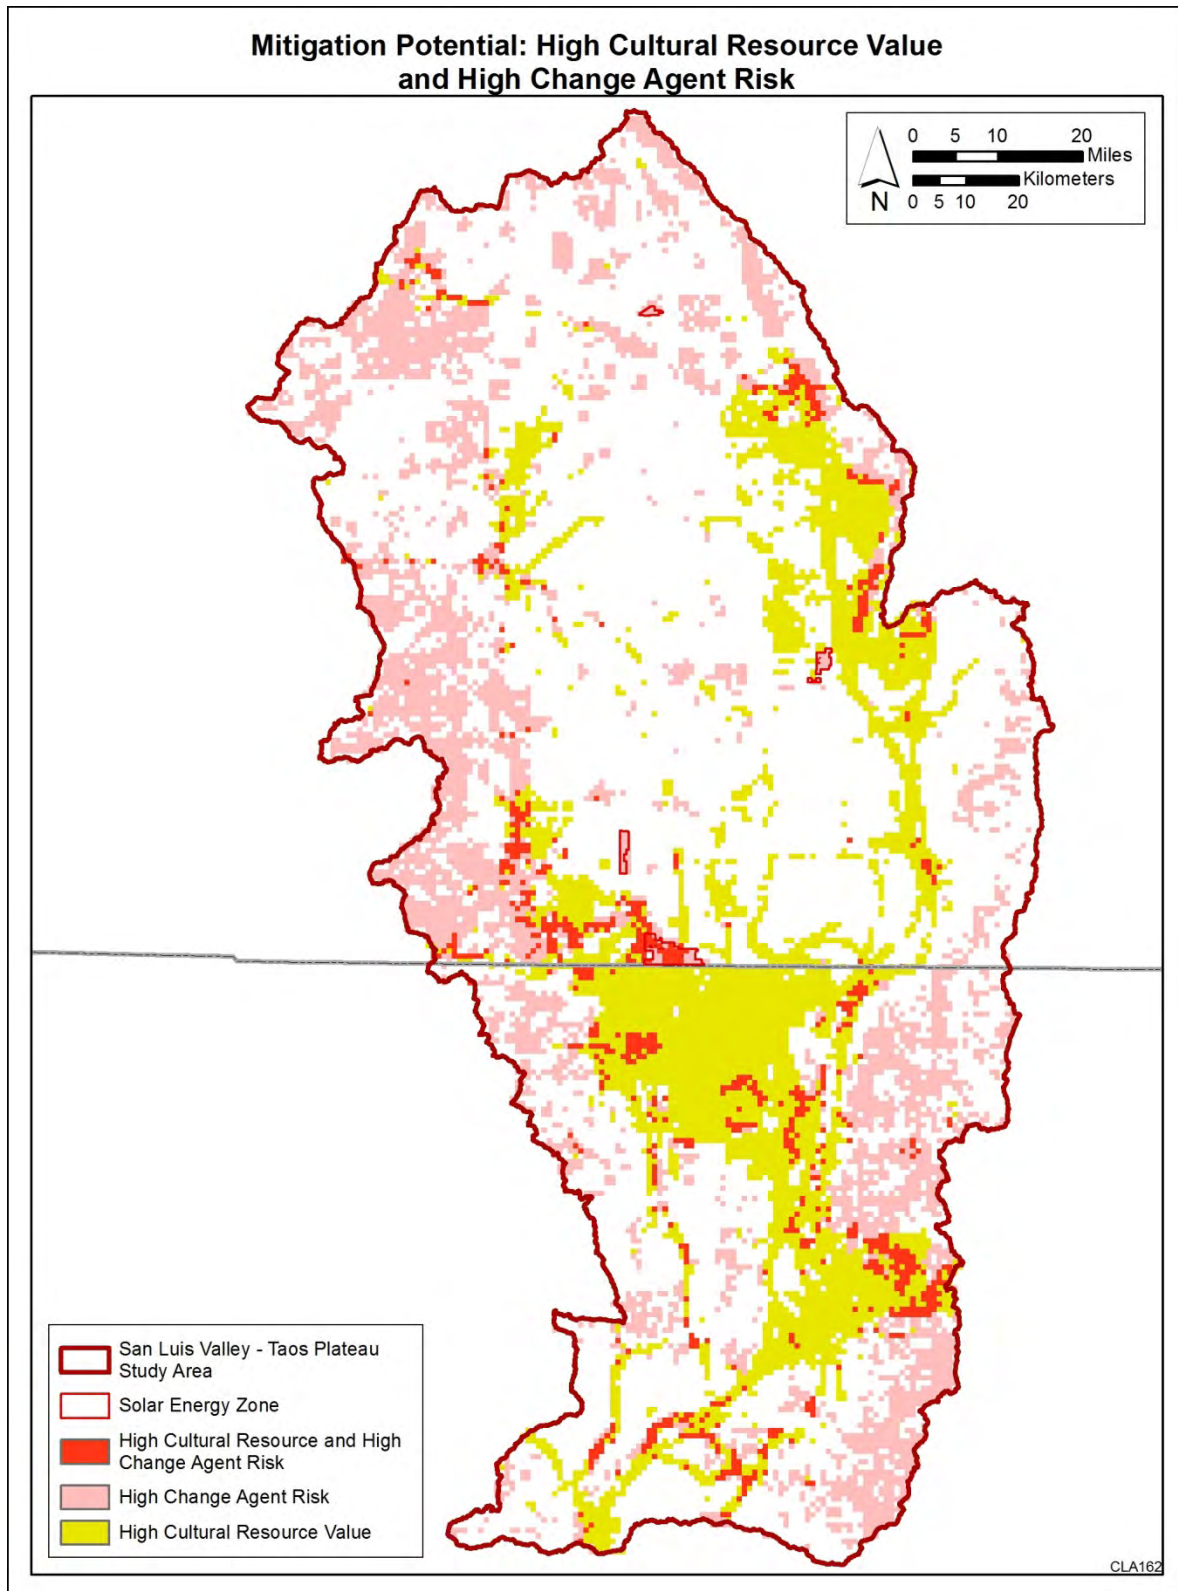 Mitigation Potential: High Cultural Resource Value
and High Change Agent Risk
0 5 10 20
Miles
Kilometers
0 5 10 20
N
San Luis Valley - Taos Plateau
Study Area
Solar Energy Zone
High Cultural Resource and High
Change Agent Risk
High Change Agent Risk
High Cultural Resource Value
CLA162